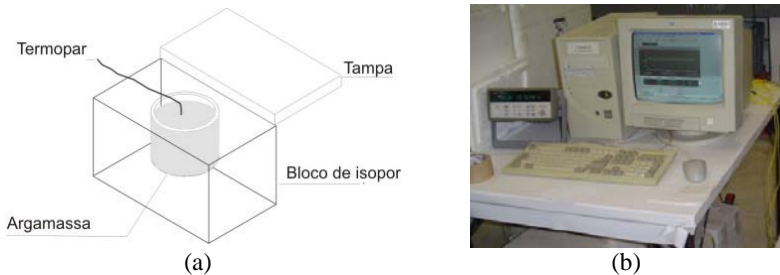 Termopar
Tampa
Bloco de isopor
Argamassa
(a)
(b)